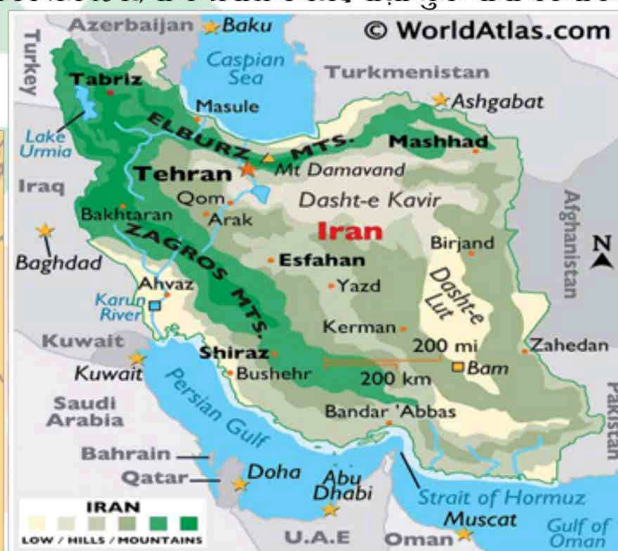 Azerbaijan
Baku
© WorldAtlas.com
Turkey
Caspian
Sea
Turkmenistan
Tabriz
Masule
Ashgabat
Lake
Urmia
ELBURZ MTS.
Mashhad
Tehran
Mt Damavand
Iraq
Qom
Dasht-e Kavir
Bakhtaran
Arak
Iran
Afghanistan
Birjand
N
Baghdad
ZAGROS MTS.
Esfahan
Ahvaz
Yazd
Dasht-e
Lut
Karun
River
Kerman
200 mi
Zahedan
Kuwait
Shiraz
Kuwait
Bushehr
200 km
Bam
Saudi
Arabia
Persian Gulf
Bandar 'Abbas
Pakistan
Bahrain
Qatar
Doha
Abu
Dhabi
Strait of Hormuz
Muscat
Gulf of
Oman
IRAN
LOW / HILLS / MOUNTAINS
U.A.E
Oman